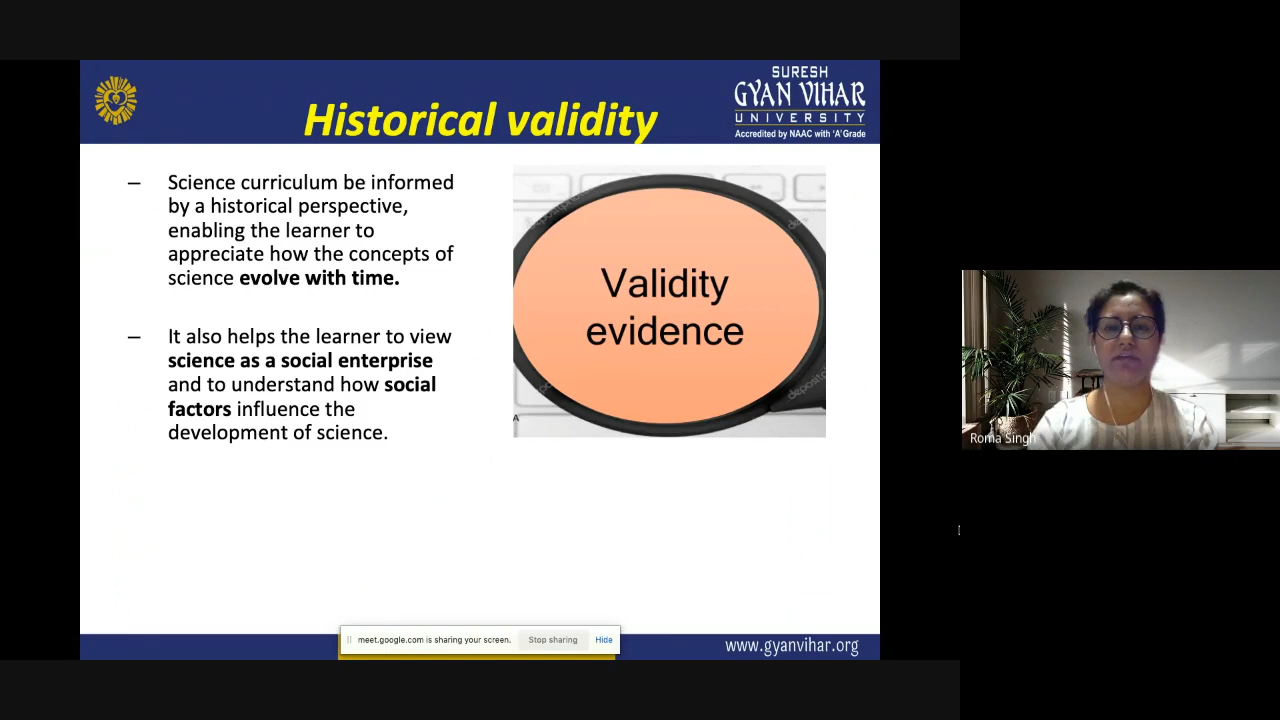 SURESH
GYAN VIHAR
UNIVERSITY
Accredited by NAAC with 'A' Grade
Historical validity
– Science curriculum be informed
by a historical perspective,
enabling the learner to
appreciate how the concepts of
science evolve with time.
– It also helps the learner to view
science as a social enterprise
and to understand how social
factors influence the
development of science.
Validity
evidence
A
Roma Singh
meet.google.com is sharing your screen. Stop sharing Hide
www.gyanvihar.org